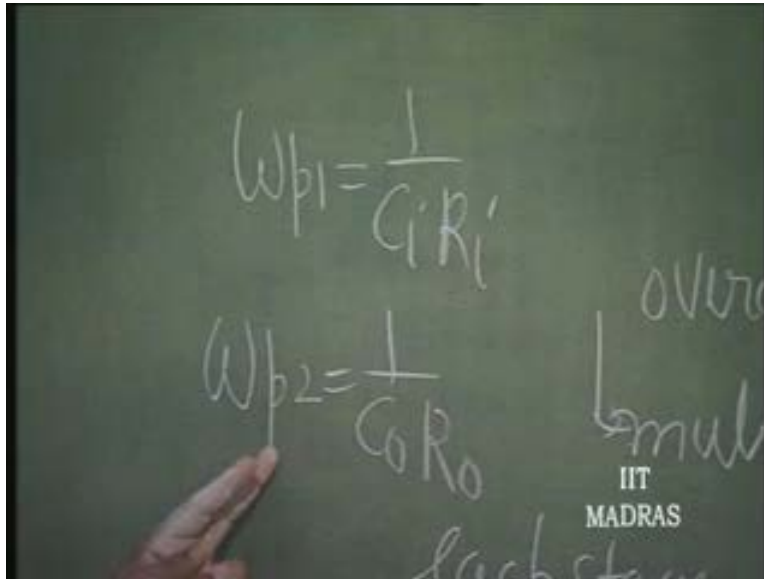 ωp1 = 1 / CiRi'
ωp2 = 1 / CoRo
IIT
MADRAS